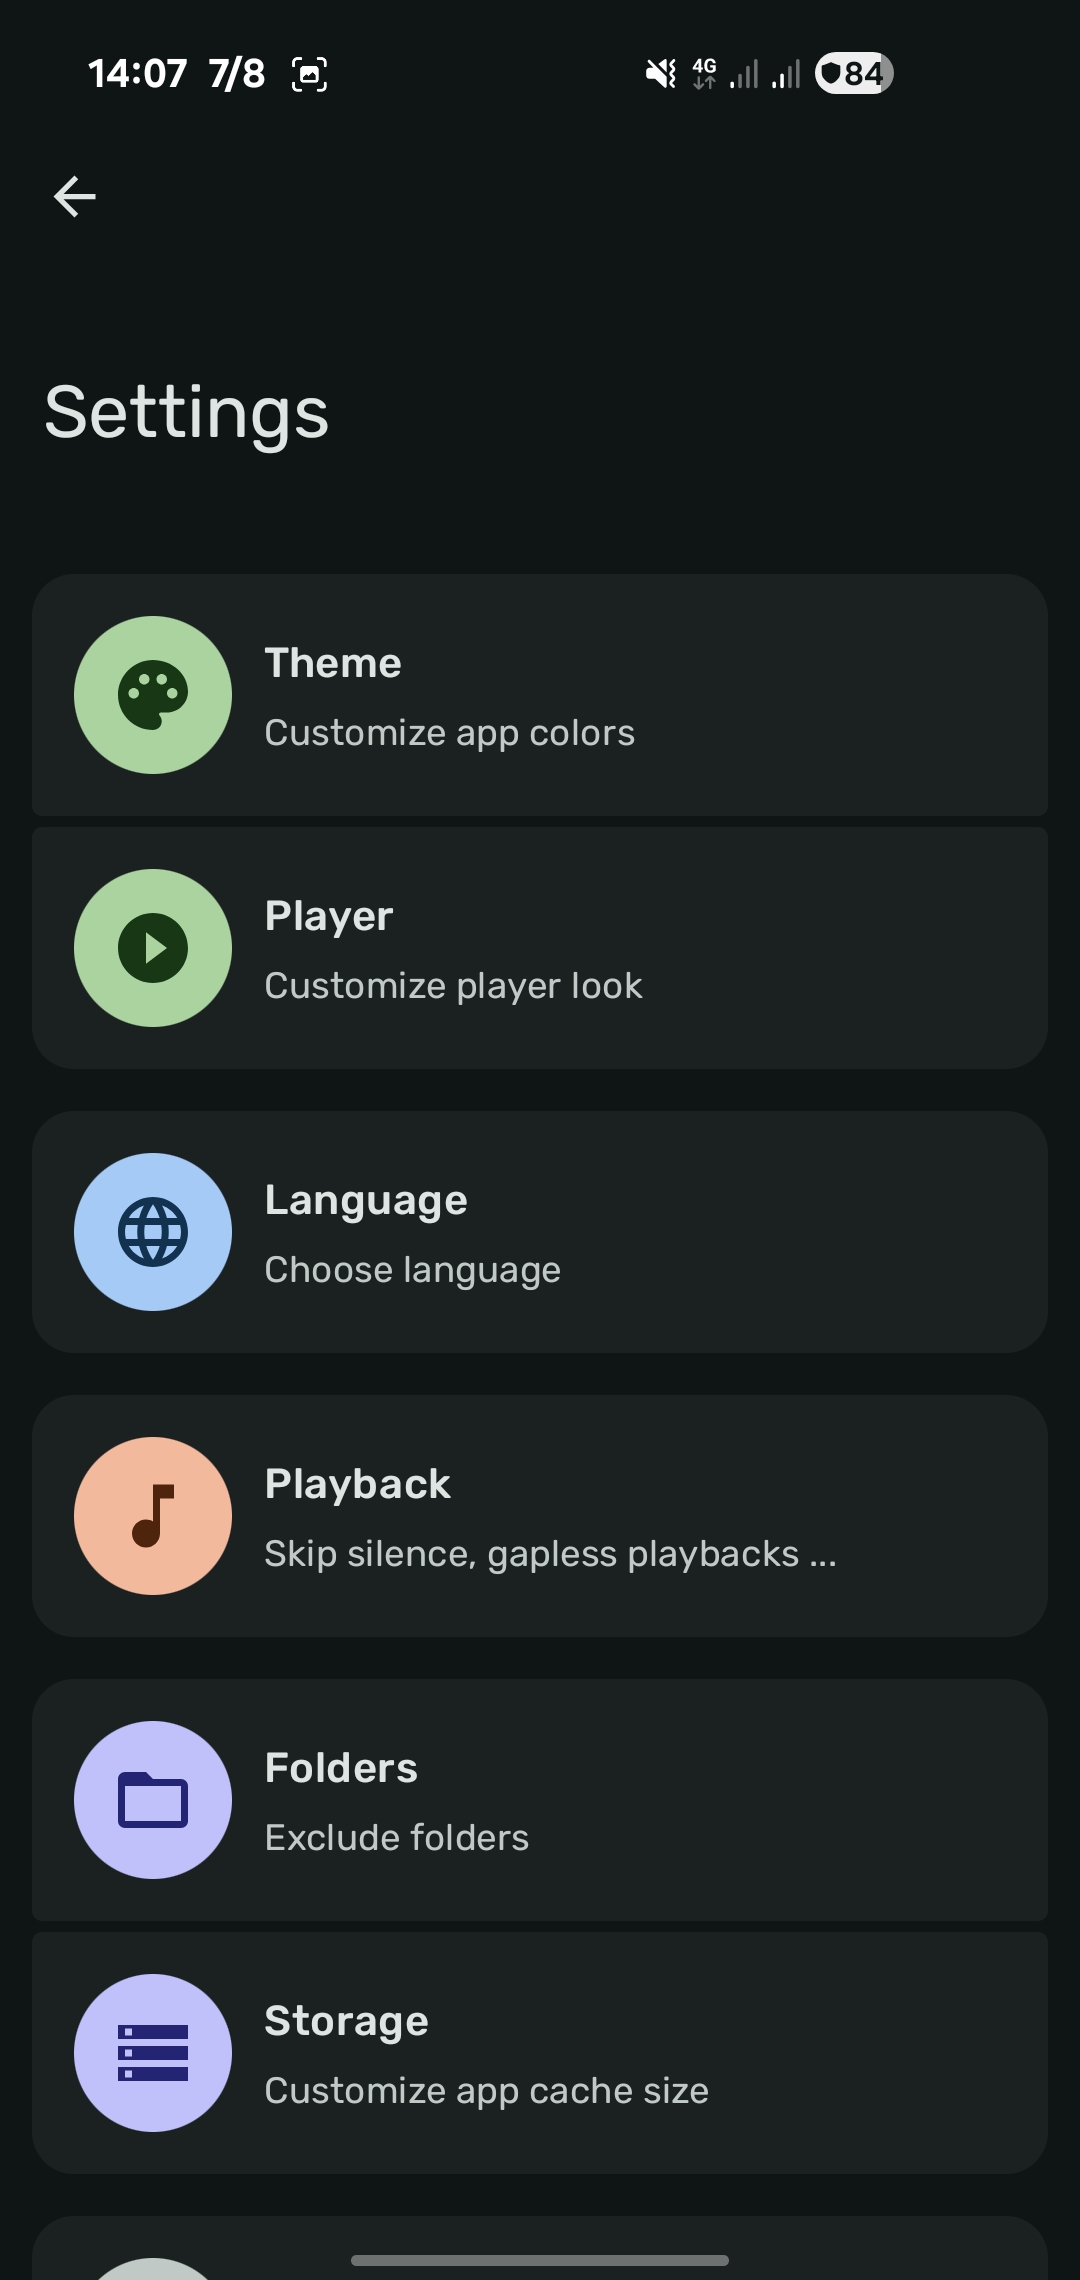 14:07 7/8 4G 84
Settings
Theme
Customize app colors
Player
Customize player look
Language
Choose language
Playback
Skip silence, gapless playbacks ...
Folders
Exclude folders
Storage
Customize app cache size